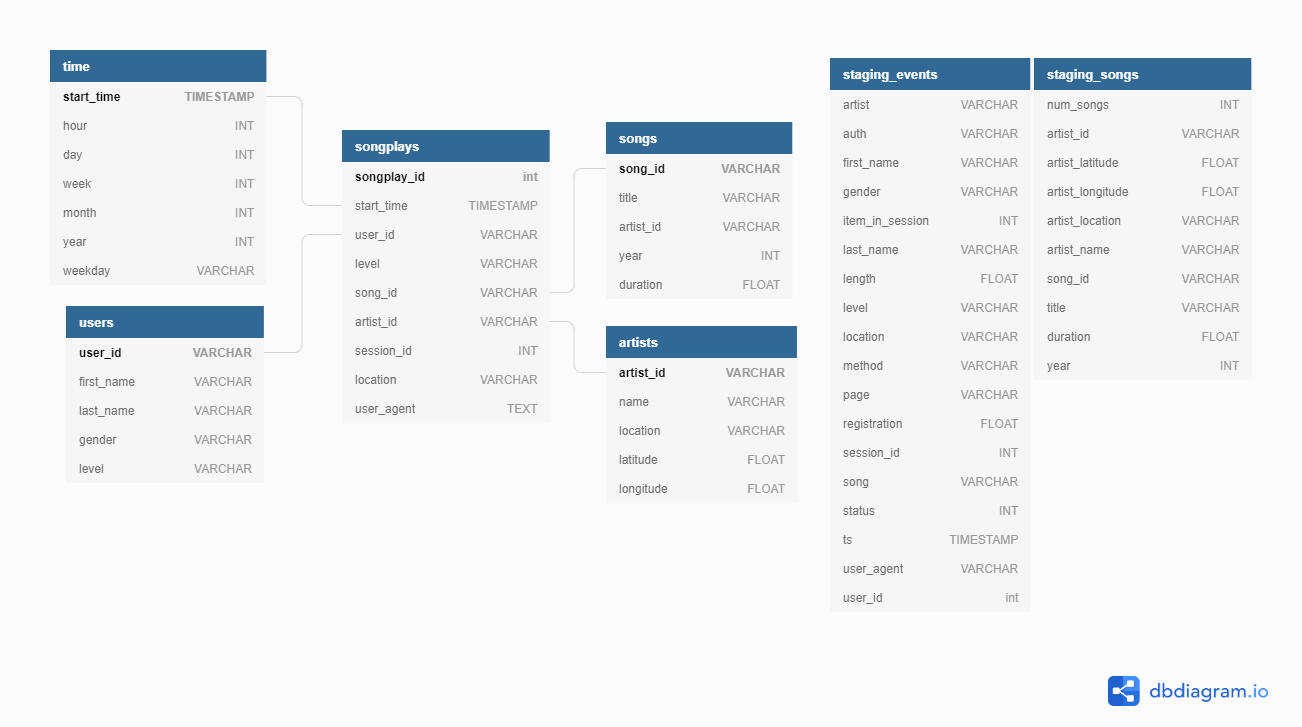 time
start_time TIMESTAMP
hour INT
day INT
week INT
month INT
year INT
weekday VARCHAR
users
user_id VARCHAR
first_name VARCHAR
last_name VARCHAR
gender VARCHAR
level VARCHAR
songplays
songplay_id int
start_time TIMESTAMP
user_id VARCHAR
level VARCHAR
song_id VARCHAR
artist_id VARCHAR
session_id INT
location VARCHAR
user_agent TEXT
songs
song_id VARCHAR
title VARCHAR
artist_id VARCHAR
year INT
duration FLOAT
artists
artist_id VARCHAR
name VARCHAR
location VARCHAR
latitude FLOAT
longitude FLOAT
staging_events
artist VARCHAR
auth VARCHAR
first_name VARCHAR
gender VARCHAR
item_in_session INT
last_name VARCHAR
length FLOAT
level VARCHAR
location VARCHAR
method VARCHAR
page VARCHAR
registration FLOAT
session_id INT
song VARCHAR
status INT
ts TIMESTAMP
user_agent VARCHAR
user_id int
staging_songs
num_songs INT
artist_id VARCHAR
artist_latitude FLOAT
artist_longitude FLOAT
artist_location VARCHAR
artist_name VARCHAR
song_id VARCHAR
title VARCHAR
duration FLOAT
year INT
dbdiagram.io